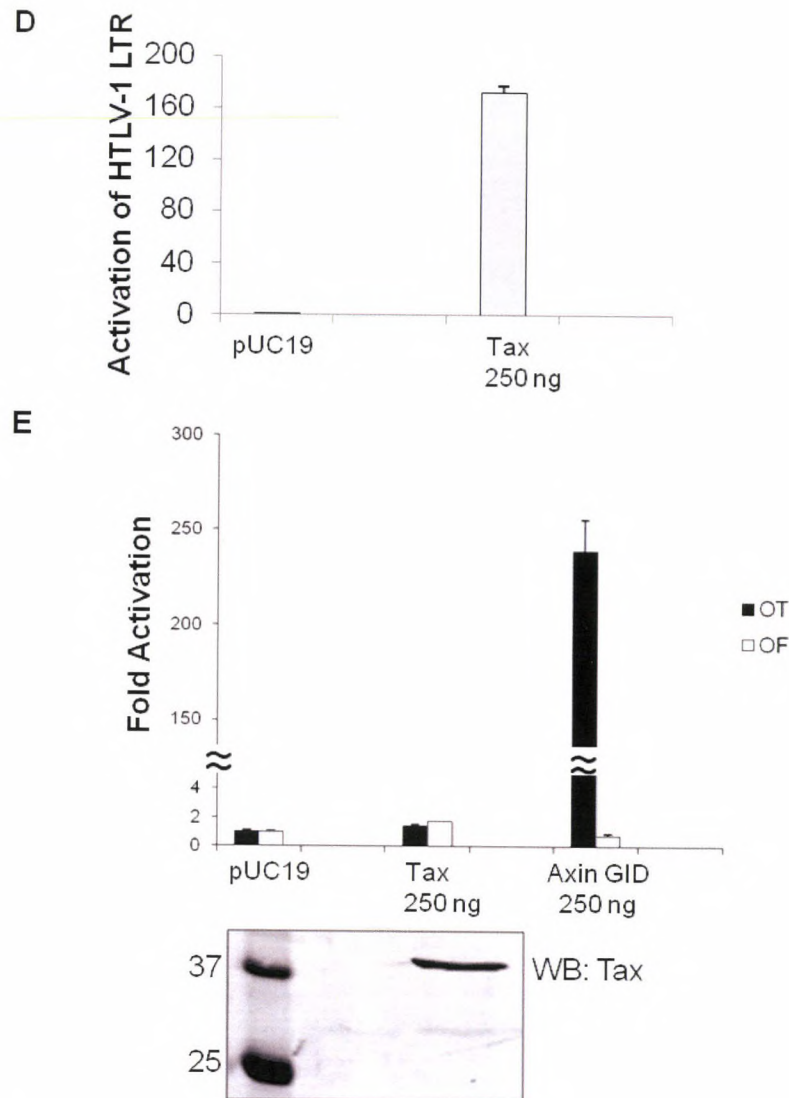 D
Activation of HTLV-1 LTR
200
160
120
80
40
0
pUC19
Tax
250 ng
E
Fold Activation
300
250
200
150
≈
≈
4
2
0
OT
OF
pUC19
Tax
250 ng
Axin GID
250 ng
37
25
WB: Tax